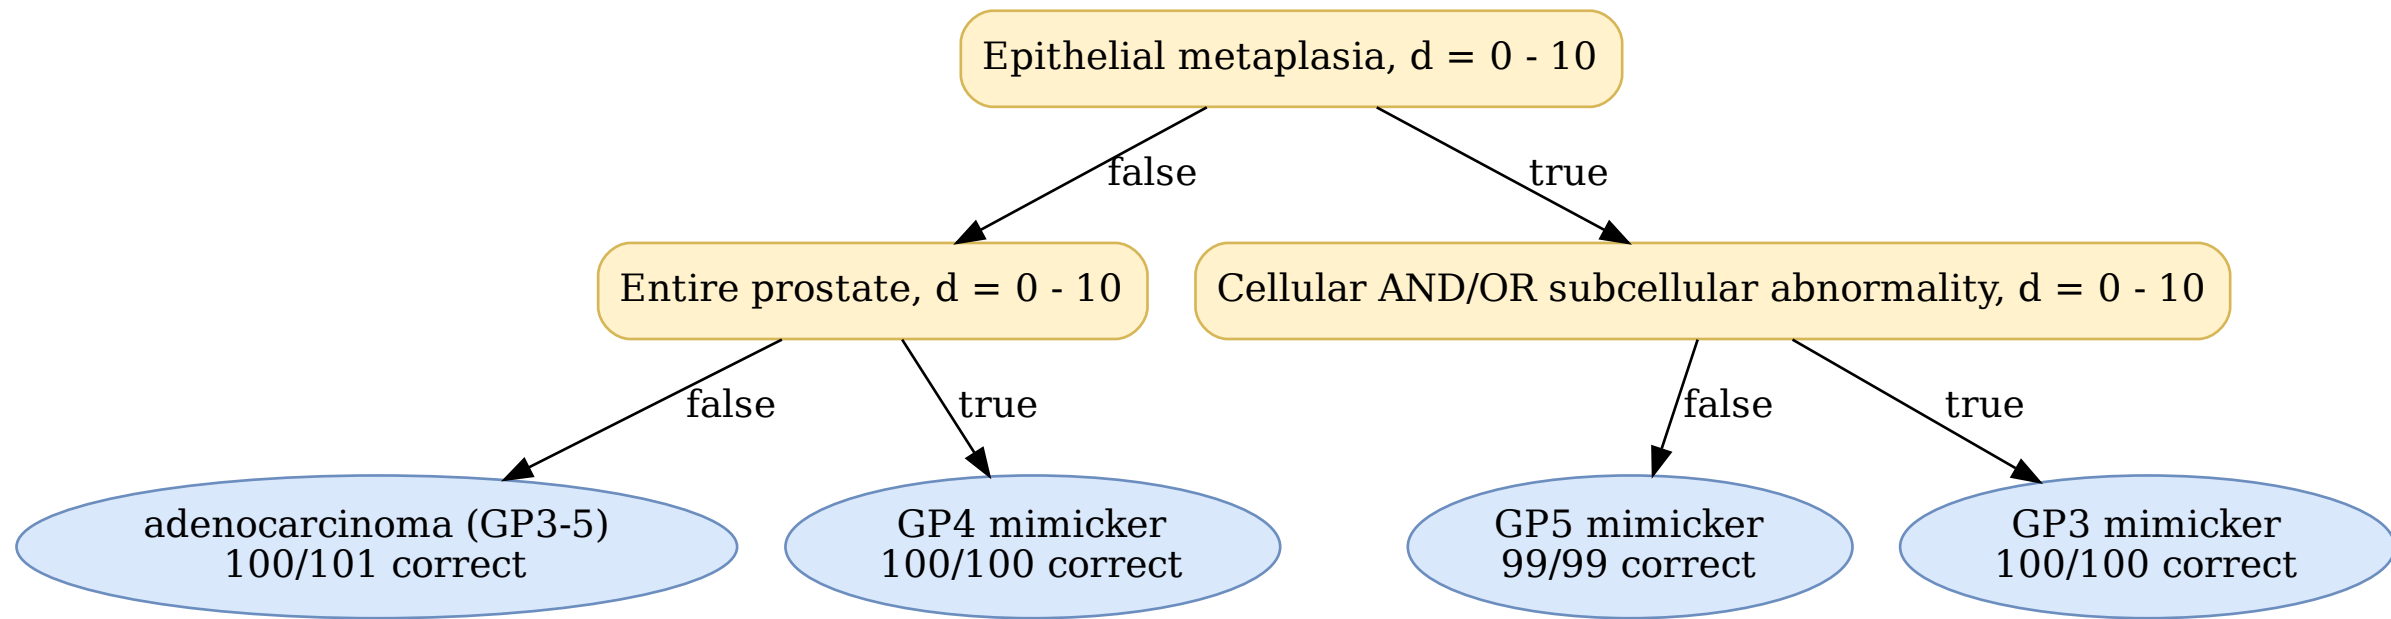 Epithelial metaplasia, d = 0 - 10
false
true
Entire prostate, d = 0 - 10
Cellular AND/OR subcellular abnormality, d = 0 - 10
false
true
false
true
adenocarcinoma (GP3-5)
100/101 correct
GP4 mimicker
100/100 correct
GP5 mimicker
99/99 correct
GP3 mimicker
100/100 correct